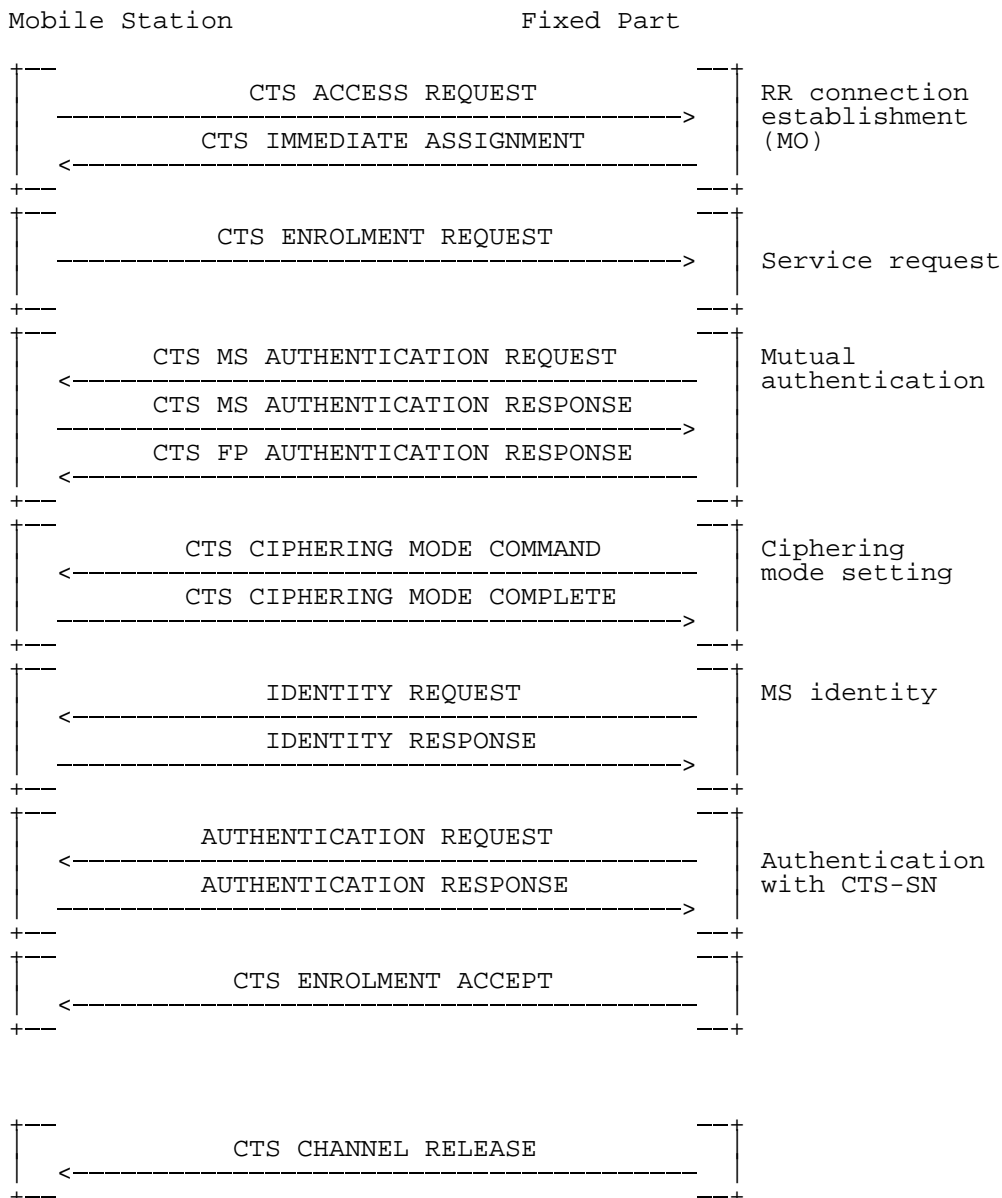 Mobile Station Fixed Part
CTS ACCESS REQUEST
RR connection
establishment
(MO)
CTS IMMEDIATE ASSIGNMENT
CTS ENROLMENT REQUEST
Service request
CTS MS AUTHENTICATION REQUEST
Mutual
authentication
CTS MS AUTHENTICATION RESPONSE
CTS FP AUTHENTICATION RESPONSE
CTS CIPHERING MODE COMMAND
Ciphering
mode setting
CTS CIPHERING MODE COMPLETE
IDENTITY REQUEST
MS identity
IDENTITY RESPONSE
AUTHENTICATION REQUEST
Authentication
with CTS-SN
AUTHENTICATION RESPONSE
CTS ENROLMENT ACCEPT
CTS CHANNEL RELEASE